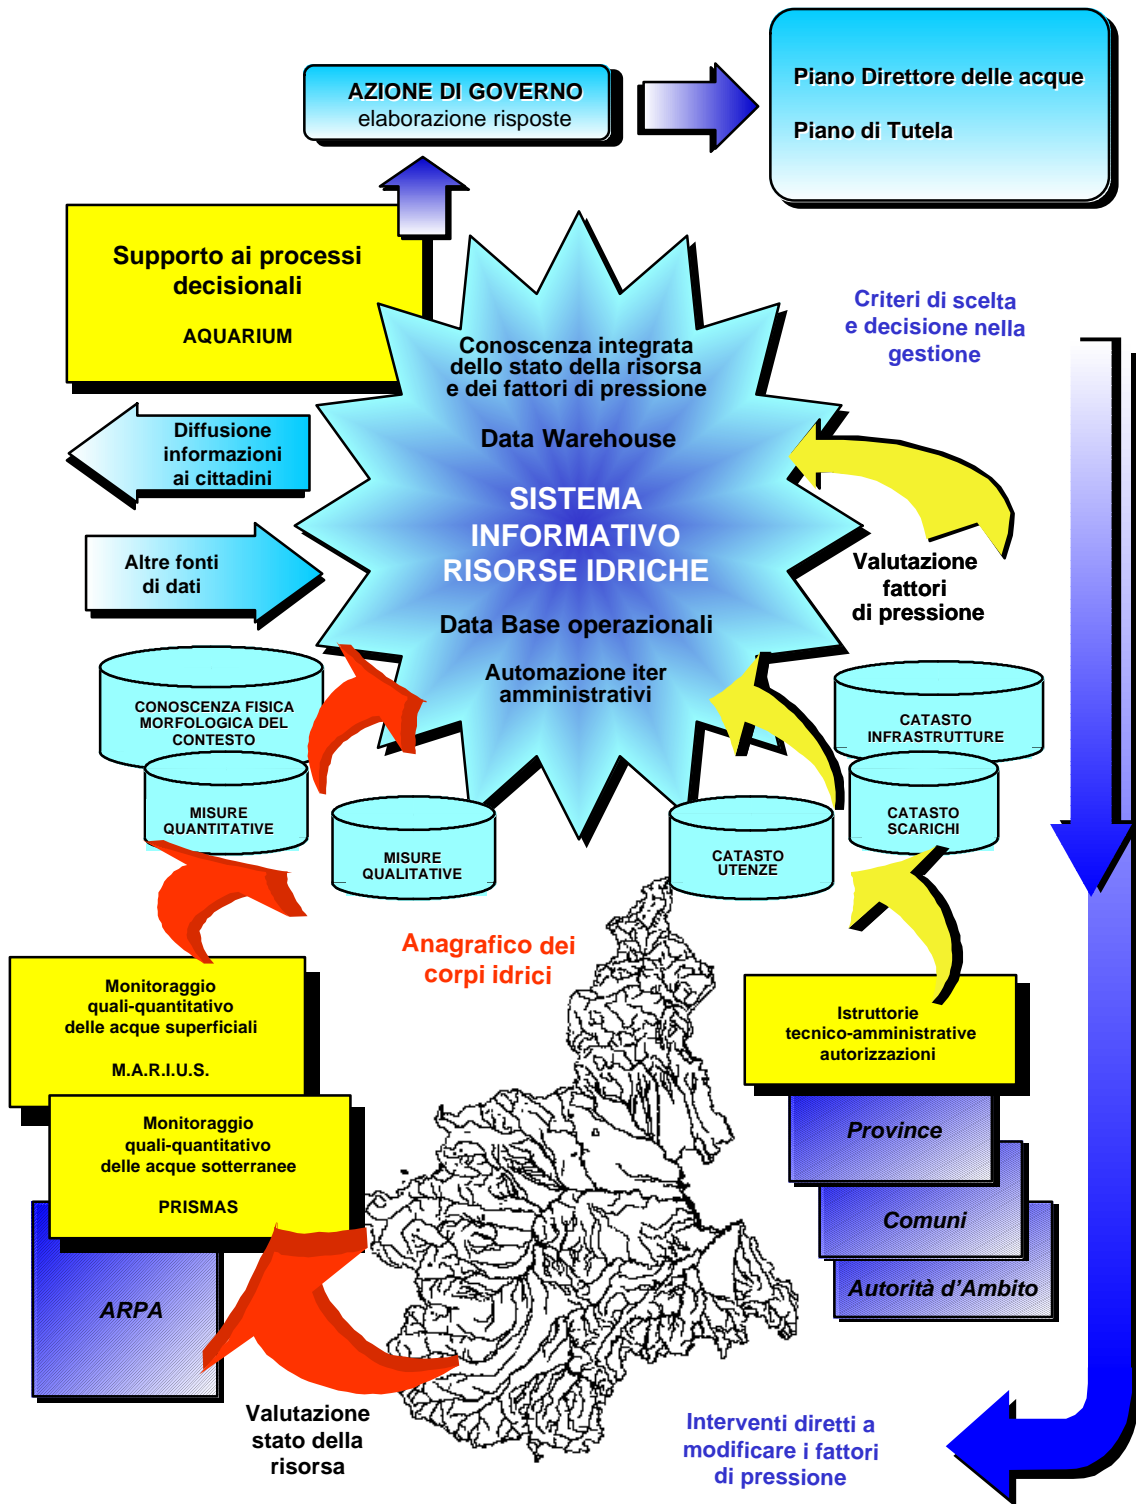 AZIONE DI GOVERNO
elaborazione risposte
Piano Direttore delle acque
Piano di Tutela
Supporto ai processi
decisionali
AQUARIUM
Criteri di scelta
e decisione nella
gestione
Conoscenza integrata
dello stato della risorsa
e dei fattori di pressione
Data Warehouse
SISTEMA
INFORMATIVO
RISORSE IDRICHE
Data Base operazionali
Automazione iter
amministrativi
Diffusione
informazioni
ai cittadini
Altre fonti
di dati
Valutazione
fattori
di pressione
CONOSCENZA FISICA
MORFOLOGICA DEL
CONTESTO
MISURE
QUANTITATIVE
MISURE
QUALITATIVE
CATASTO
INFRASTRUTTURE
CATASTO
SCARICHI
CATASTO
UTENZE
Anagrafico dei
corpi idrici
Monitoraggio
quali-quantitativo
delle acque superficiali
M.A.R.I.U.S.
Monitoraggio
quali-quantitativo
delle acque sotterranee
PRISMAS
ARPA
Istruttorie
tecnico-amministrative
autorizzazioni
Province
Comuni
Autorità d'Ambito
Valutazione
stato della
risorsa
Interventi diretti a
modificare i fattori
di pressione